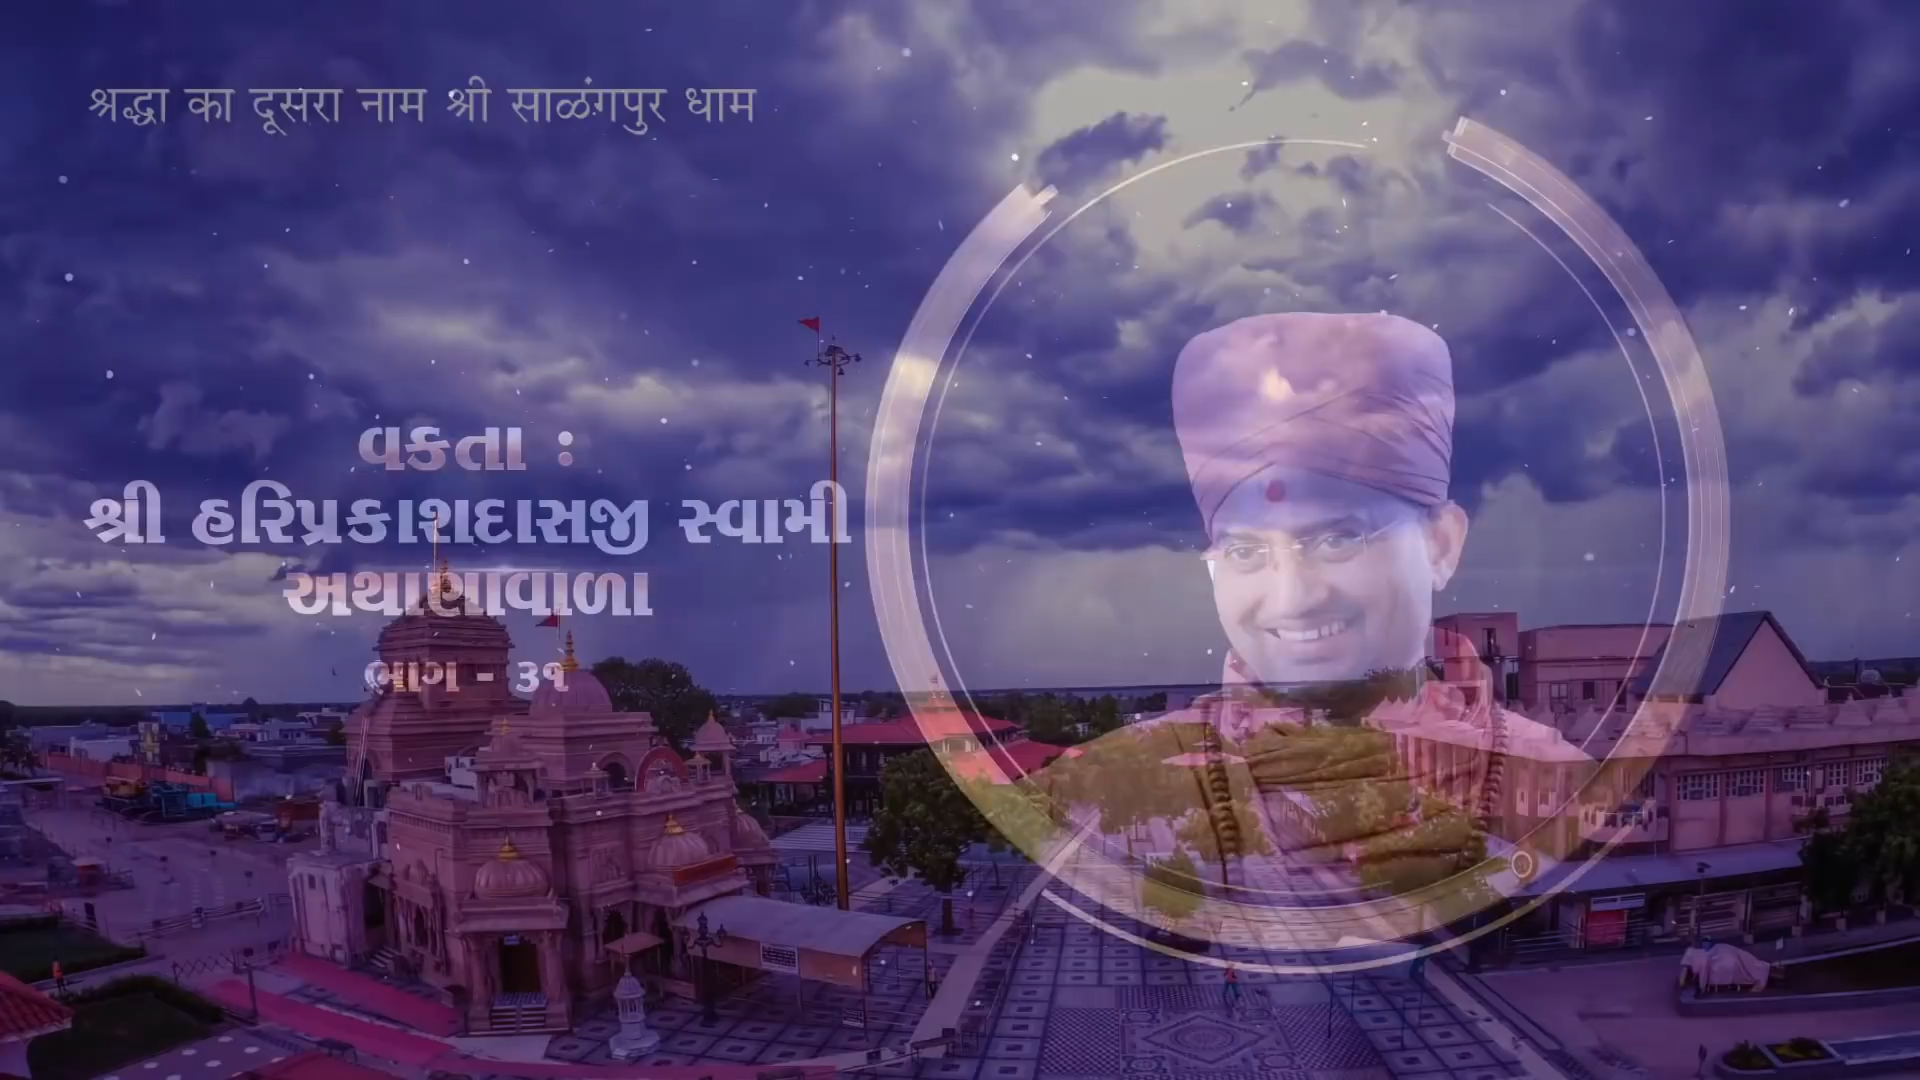 श्रद्धा का दूसरा नाम श्री साळंगपुर धाम
વકતા :
શ્રી હરિપ્રકાશદાસજી સ્વામી
અથાણાવાળા
ભાગ - ૩૧